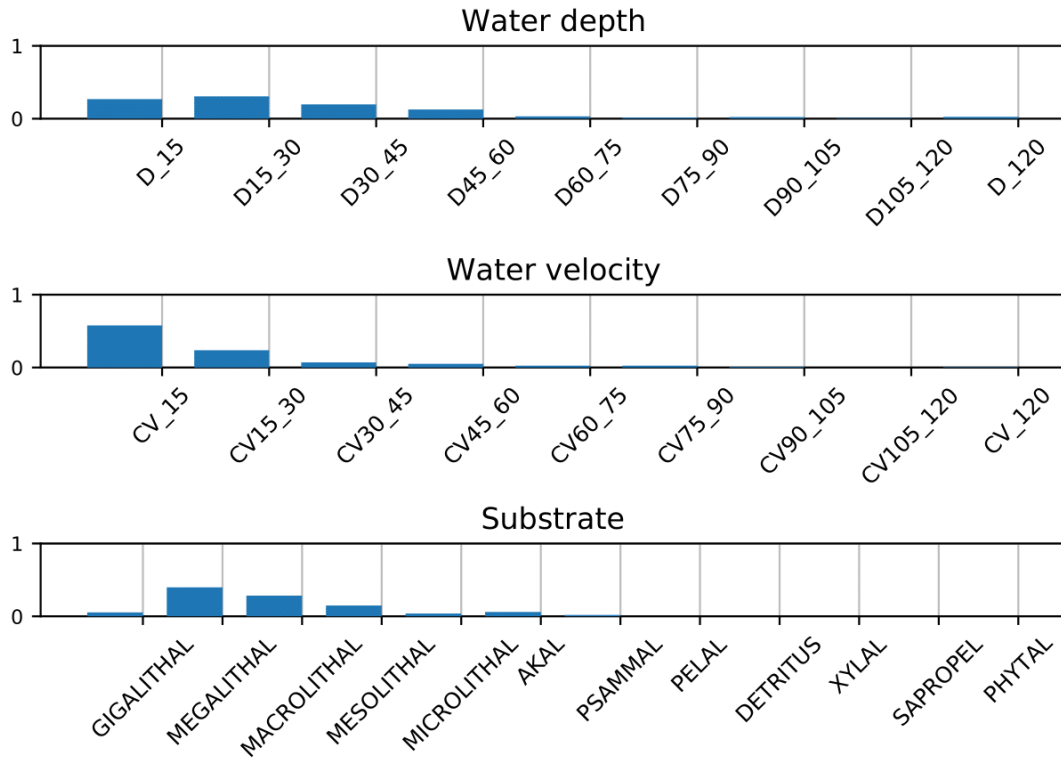 Water depth
1
0
D_15
D15_30
D30_45
D45_60
D60_75
D75_90
D90_105
D105_120
D_120
Water velocity
1
0
CV_15
CV15_30
CV30_45
CV45_60
CV60_75
CV75_90
CV90_105
CV105_120
CV_120
Substrate
1
0
GIGALITHAL
MEGALITHAL
MACROLITHAL
MESOLITHAL
MICROLITHAL
AKAL
PSAMMAL
PELAL
DETRITUS
XYLAL
SAPROPEL
PHYTAL